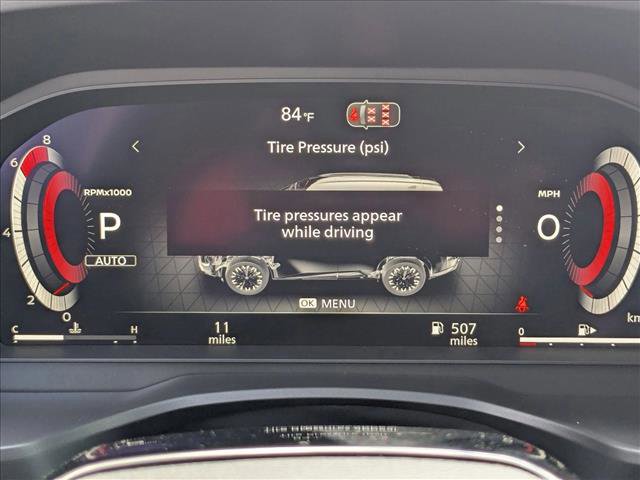 84°F
Tire Pressure (psi)
8
6
4
2
0
RPMx1000
P
AUTO
Tire pressures appear
while driving
MPH
0
OK MENU
C
H
11
miles
507
miles
0